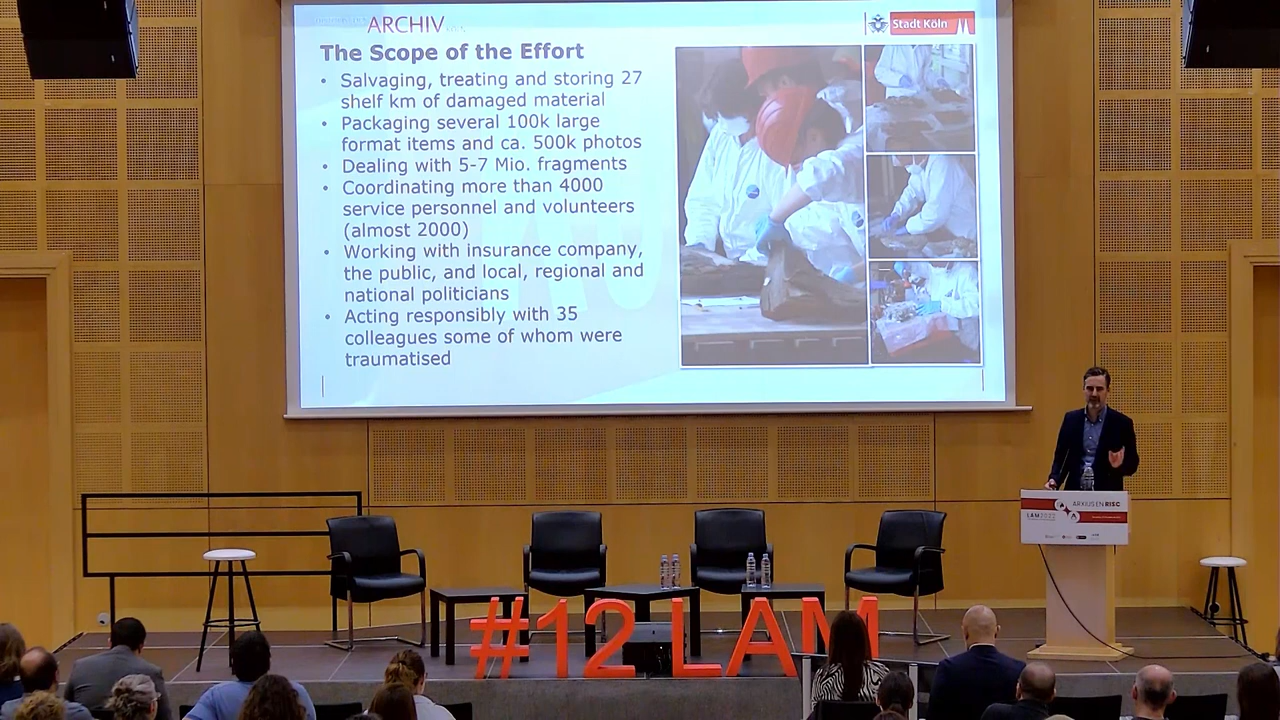 ARCHIV
Stadt Köln
The Scope of the Effort
• Salvaging, treating and storing 27
shelf km of damaged material
• Packaging several 100k large
format items and ca. 500k photos
• Dealing with 5-7 Mio. fragments
• Coordinating more than 4000
service personnel and volunteers
(almost 2000)
• Working with insurance company,
the public, and local, regional and
national politicians
• Acting responsibly with 35
colleagues some of whom were
traumatised
ARXIUS EN RISC
LAM2022
#12 LAM